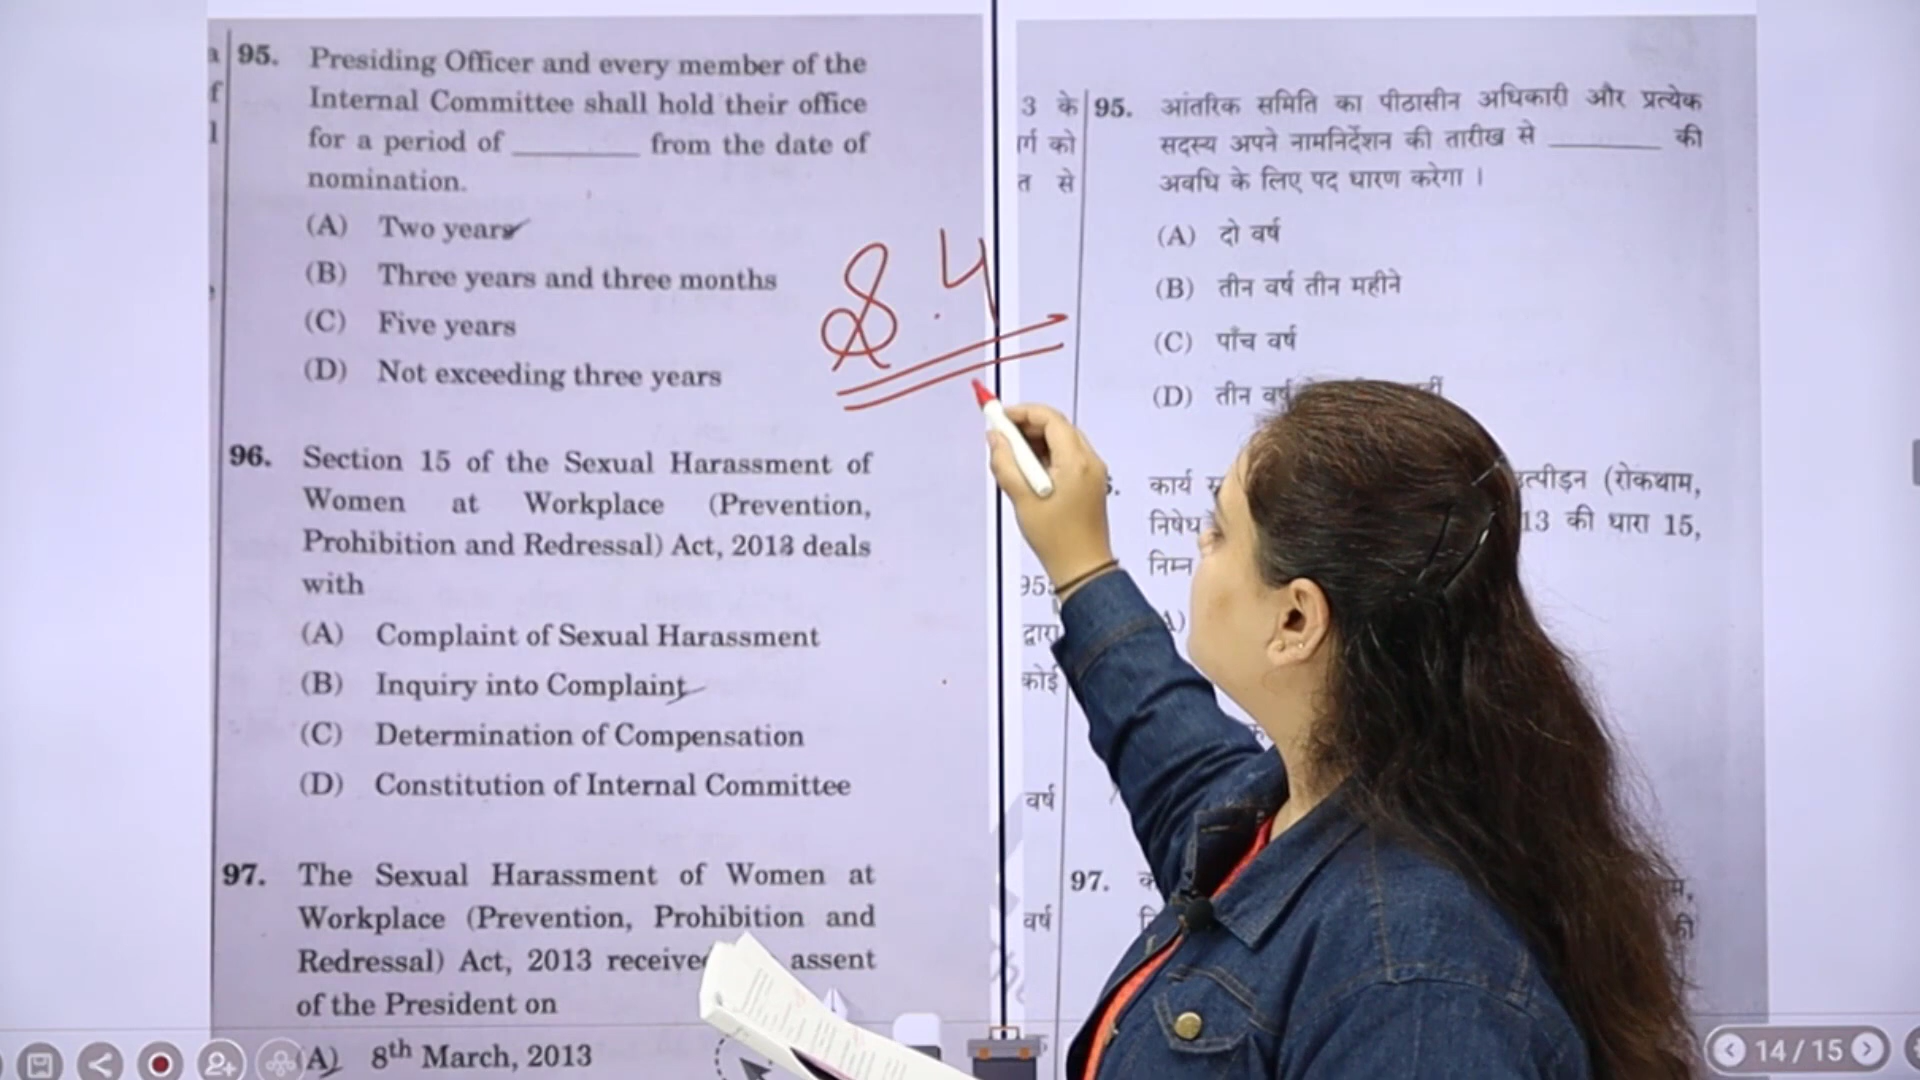 95. Presiding Officer and every member of the
Internal Committee shall hold their office
for a period of ________ from the date of
nomination.
(A) Two years
(B) Three years and three months
(C) Five years
(D) Not exceeding three years
96. Section 15 of the Sexual Harassment of
Women at Workplace (Prevention,
Prohibition and Redressal) Act, 2013 deals
with
(A) Complaint of Sexual Harassment
(B) Inquiry into Complaint
(C) Determination of Compensation
(D) Constitution of Internal Committee
97. The Sexual Harassment of Women at
Workplace (Prevention, Prohibition and
Redressal) Act, 2013 assent
of the President on
(A) 8th March, 2013
8.4
3 के
र्ग को
त से
द्वारा
कोई
वर्ष
वर्ष
95. आंतरिक समिति का पीठासीन अधिकारी और प्रत्येक
सदस्य अपने नामनिर्देशन की तारीख से ________ की
अवधि के लिए पद धारण करेगा ।
(A) दो वर्ष
(B) तीन वर्ष तीन महीने
(C) पाँच वर्ष
(D) तीन वर्ष
कार्य उत्पीड़न (रोकथाम,
निषेध 13 की धारा 15,
निम्न
97.
14/15